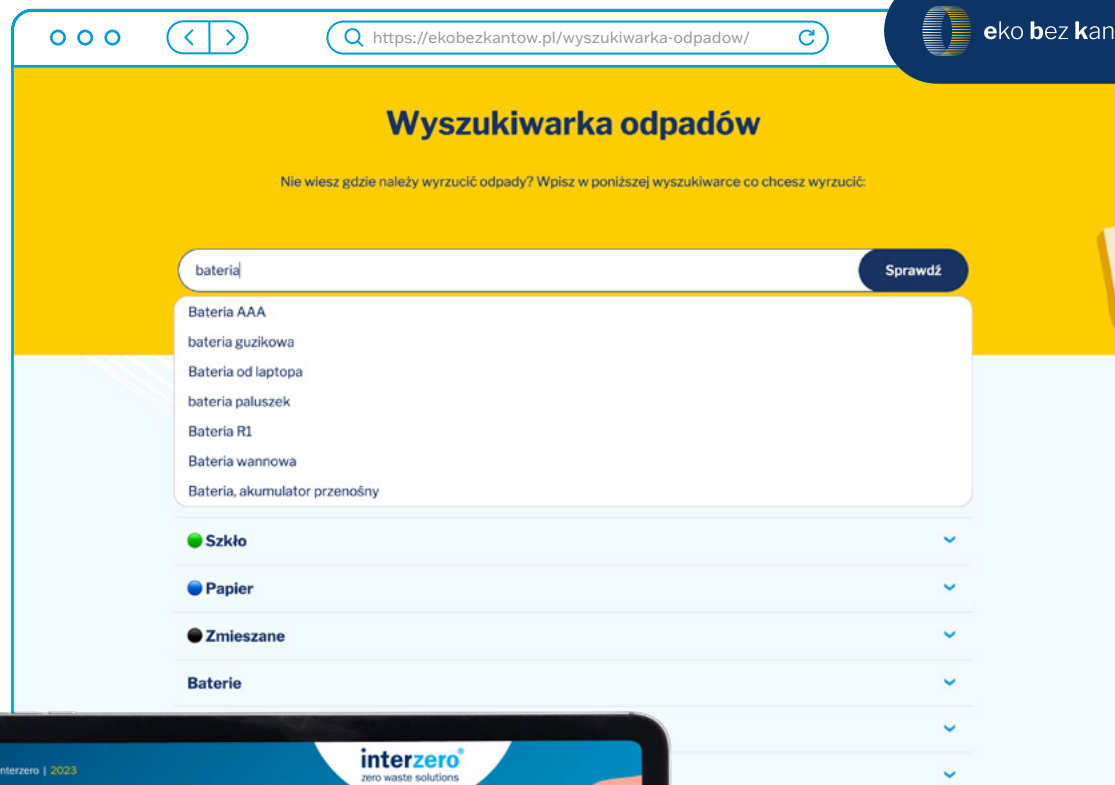 https://ekobezkantow.pl/wyszukiwarka-odpadow/
eko bez kan
Wyszukiwarka odpadów
Nie wiesz gdzie należy wyrzucić odpady? Wpisz w poniższej wyszukiwarce co chcesz wyrzucić:
bateria
Sprawdź
Bateria AAA
bateria guzikowa
Bateria od laptopa
bateria paluszek
Bateria R1
Bateria wannowa
Bateria, akumulator przenośny
Szkło
Papier
Zmieszane
Baterie
interzero®
zero waste solutions
nterzero | 2023